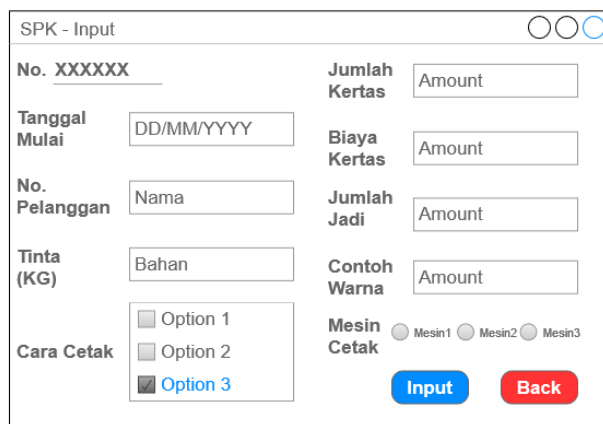 SPK - Input
No. XXXXXX
Tanggal
Mulai
DD/MM/YYYY
No.
Pelanggan
Nama
Tinta
(KG)
Bahan
Cara Cetak
Option 1
Option 2
Option 3
Jumlah
Kertas
Amount
Biaya
Kertas
Amount
Jumlah
Jadi
Amount
Contoh
Warna
Amount
Mesin
Cetak
Mesin1 Mesin2 Mesin3
Input Back